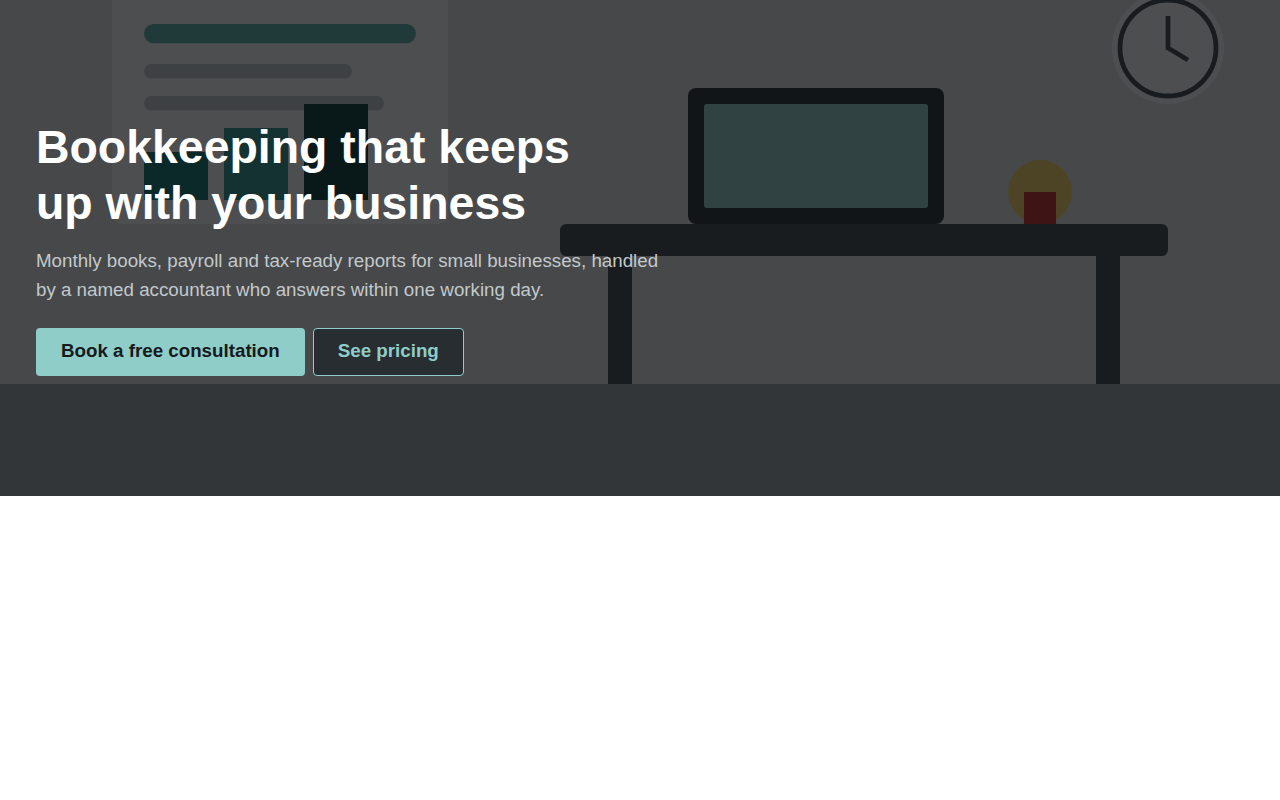 Bookkeeping that keeps
up with your business
Monthly books, payroll and tax-ready reports for small businesses, handled
by a named accountant who answers within one working day.
Book a free consultation
See pricing